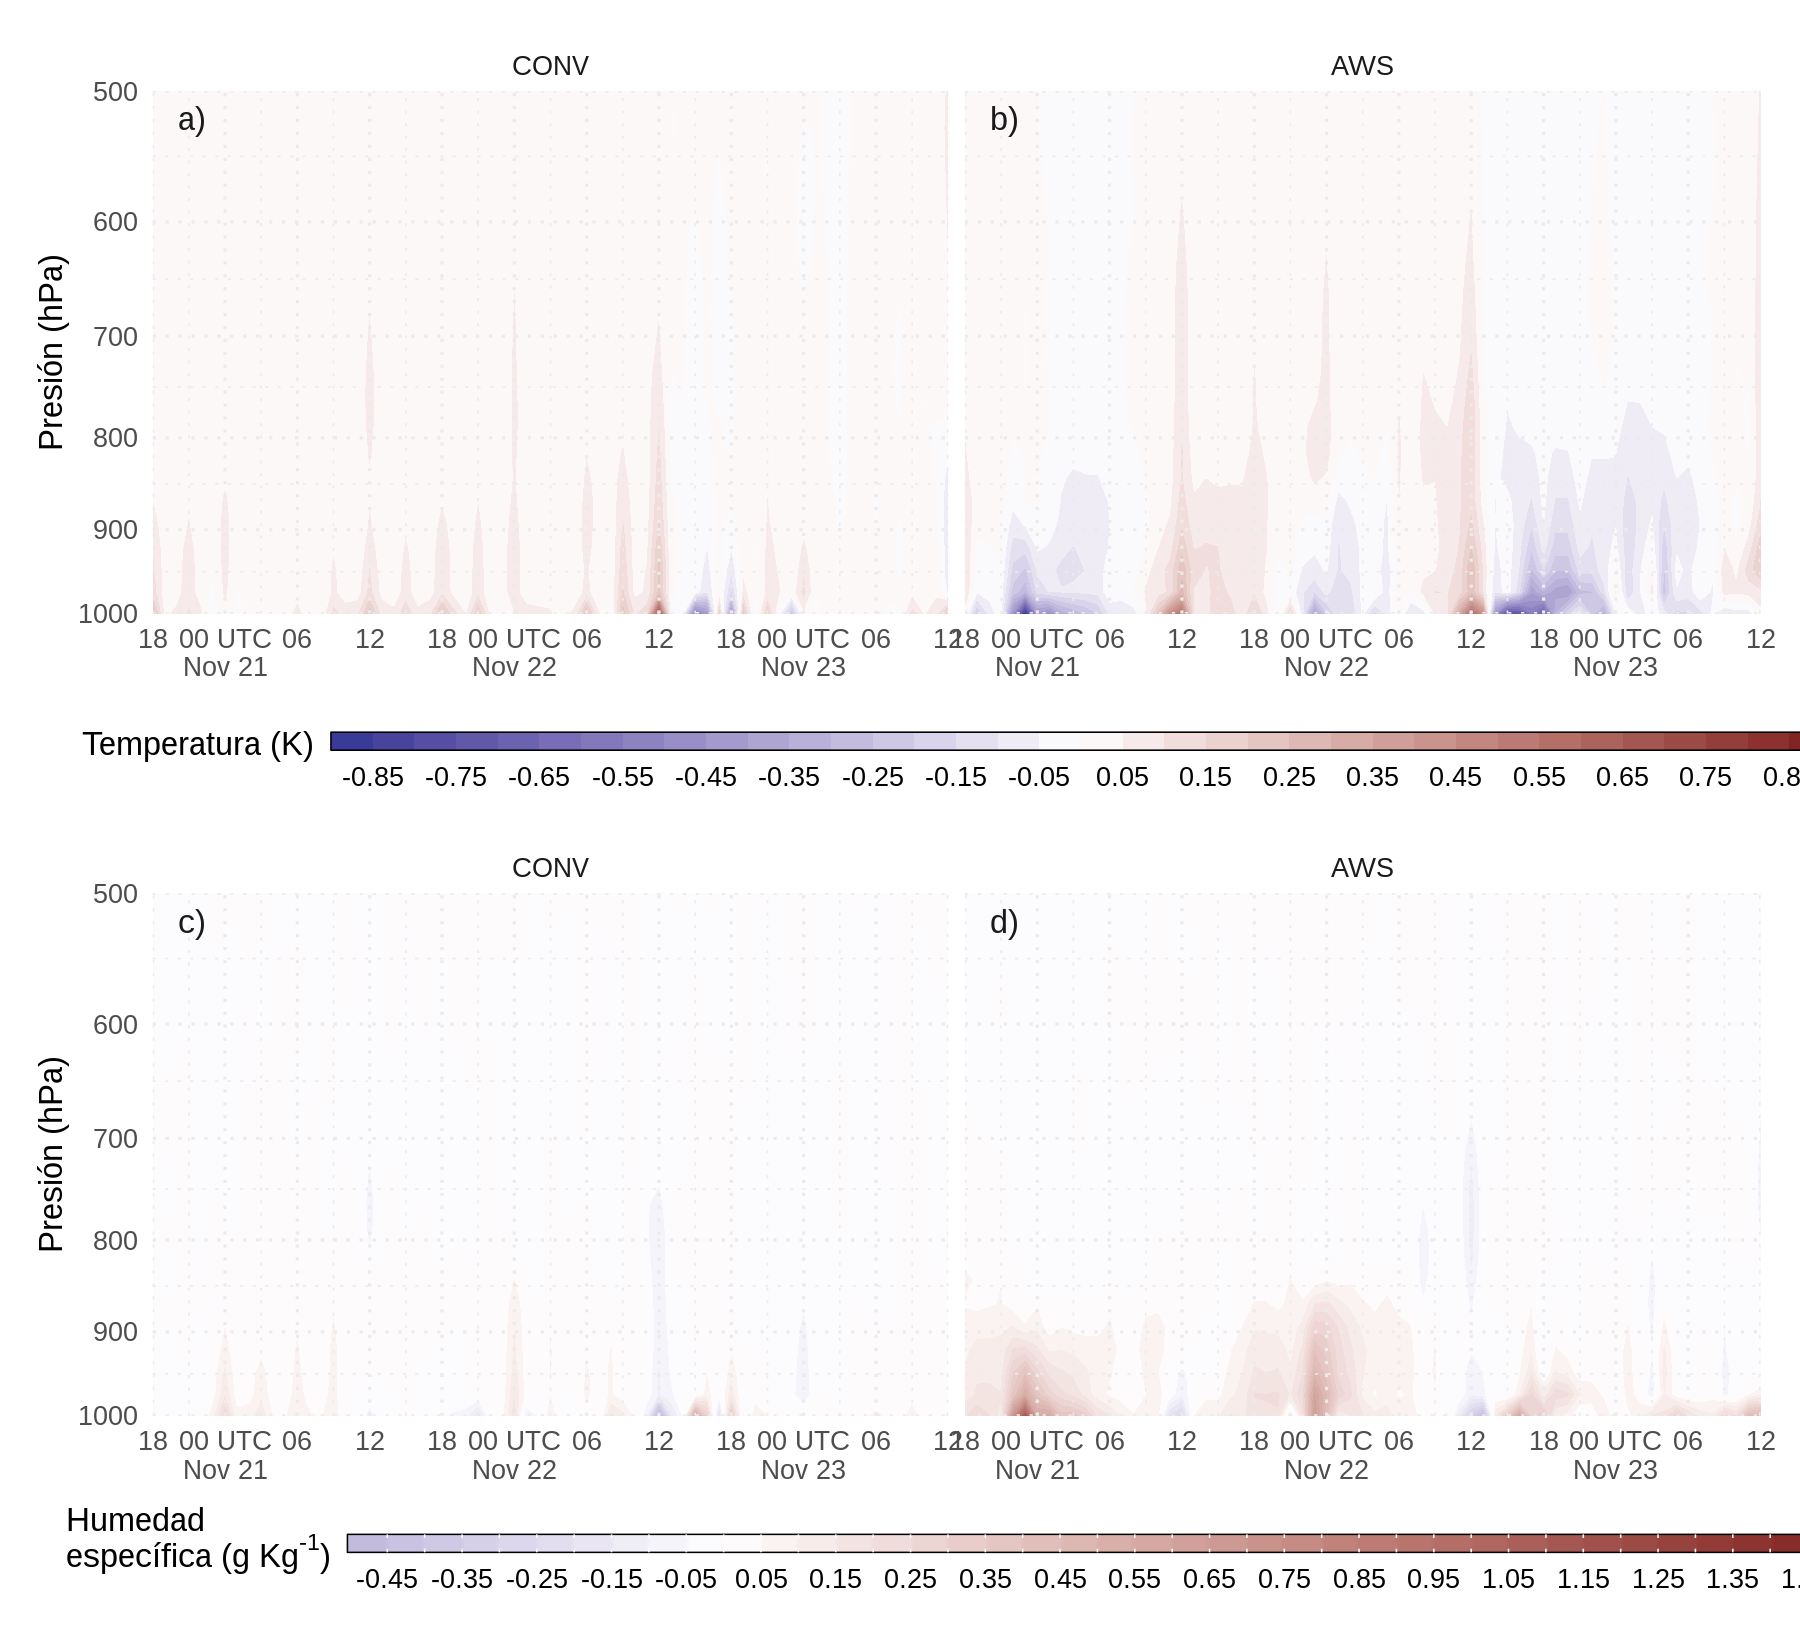 CONV AWS
a) b)
500
600
700
800
900
1000
Presión (hPa)
18 00 UTC 06 12 18 00 UTC 06 12 18 00 UTC 06 12 18 00 UTC 06 12 18 00 UTC 06 12 18 00 UTC 06 12
Nov 21 Nov 22 Nov 23 Nov 21 Nov 22 Nov 23
Temperatura (K)
-0.85 -0.75 -0.65 -0.55 -0.45 -0.35 -0.25 -0.15 -0.05 0.05 0.15 0.25 0.35 0.45 0.55 0.65 0.75 0.8
CONV AWS
c) d)
500
600
700
800
900
1000
Presión (hPa)
18 00 UTC 06 12 18 00 UTC 06 12 18 00 UTC 06 12 18 00 UTC 06 12 18 00 UTC 06 12 18 00 UTC 06 12
Nov 21 Nov 22 Nov 23 Nov 21 Nov 22 Nov 23
Humedad
específica (g Kg⁻¹)
-0.45 -0.35 -0.25 -0.15 -0.05 0.05 0.15 0.25 0.35 0.45 0.55 0.65 0.75 0.85 0.95 1.05 1.15 1.25 1.35 1.